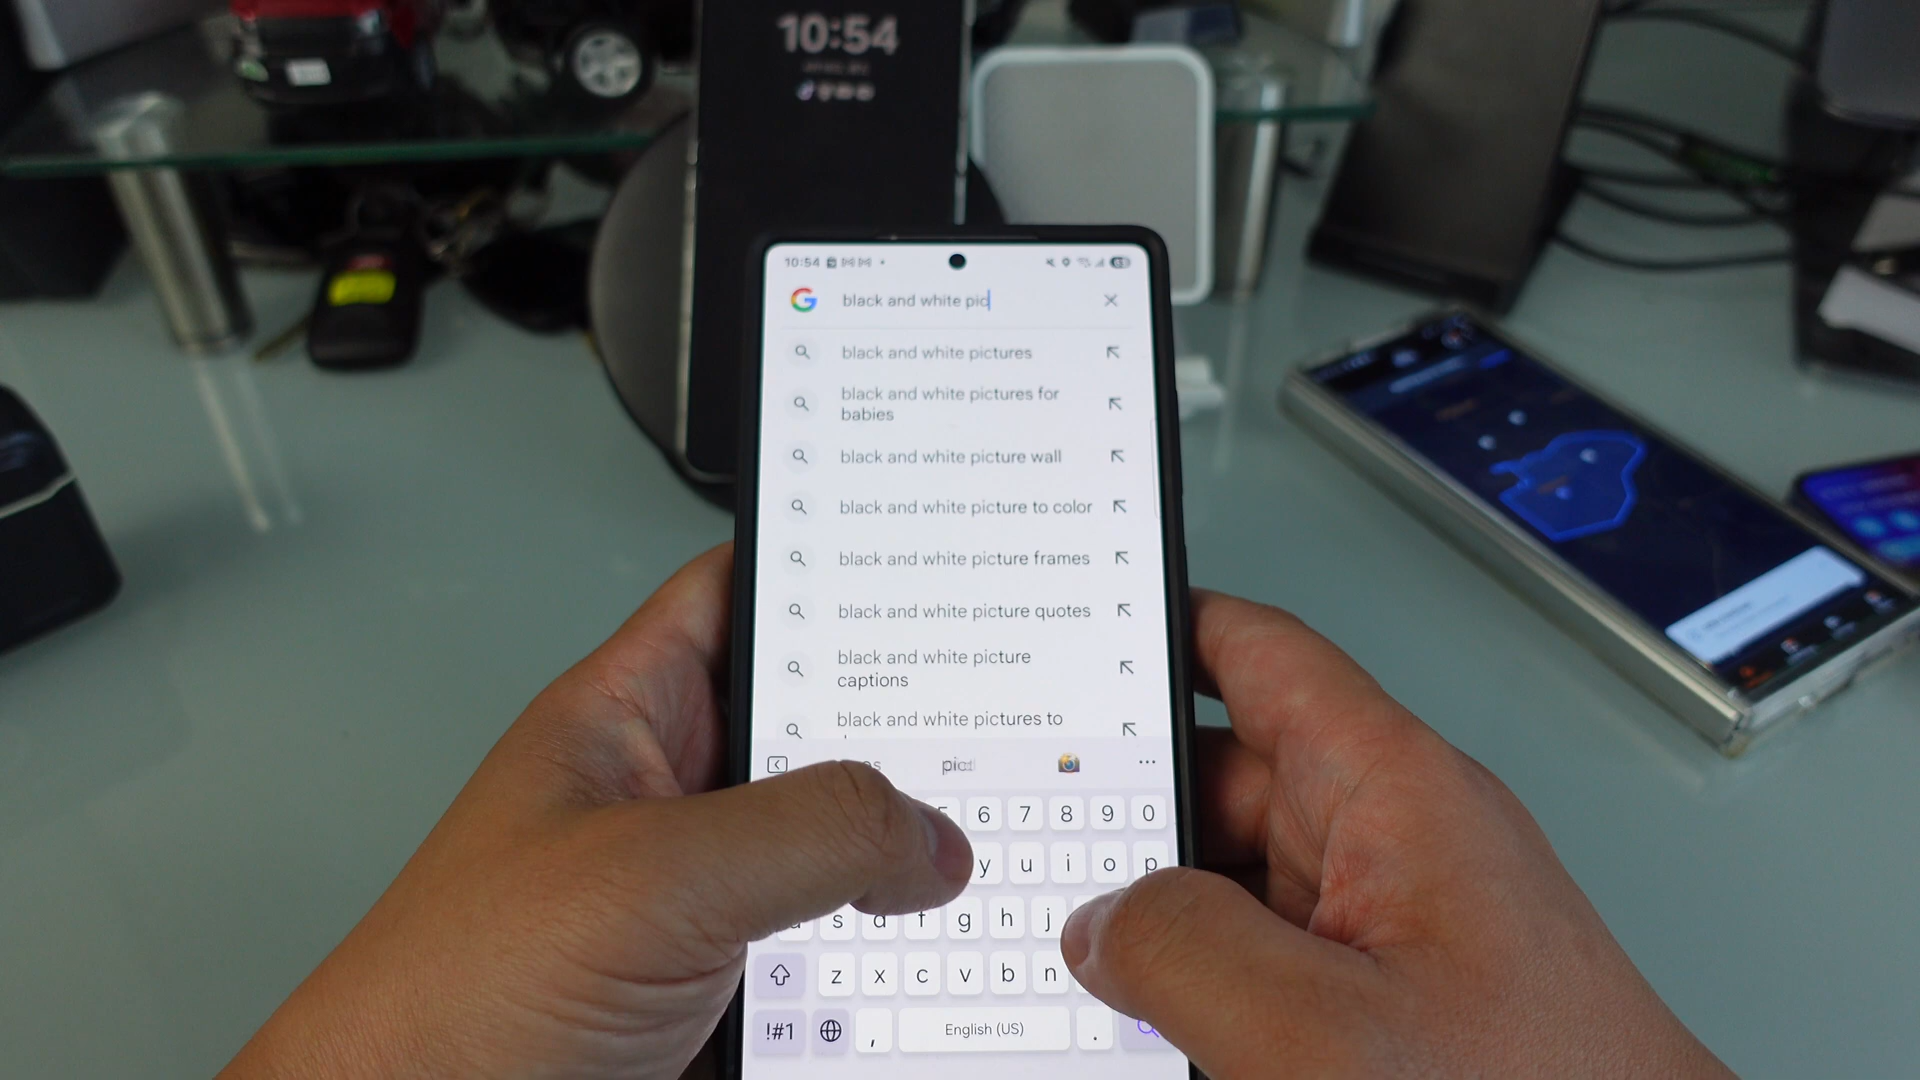 10:54
10:54
black and white pic
black and white pictures
black and white pictures for
babies
black and white picture wall
black and white picture to color
black and white picture frames
black and white picture quotes
black and white picture
captions
black and white pictures to
6 7 8 9 0
y u i o p
s d f g h j
z x c v b n
!#1 , English (US) .